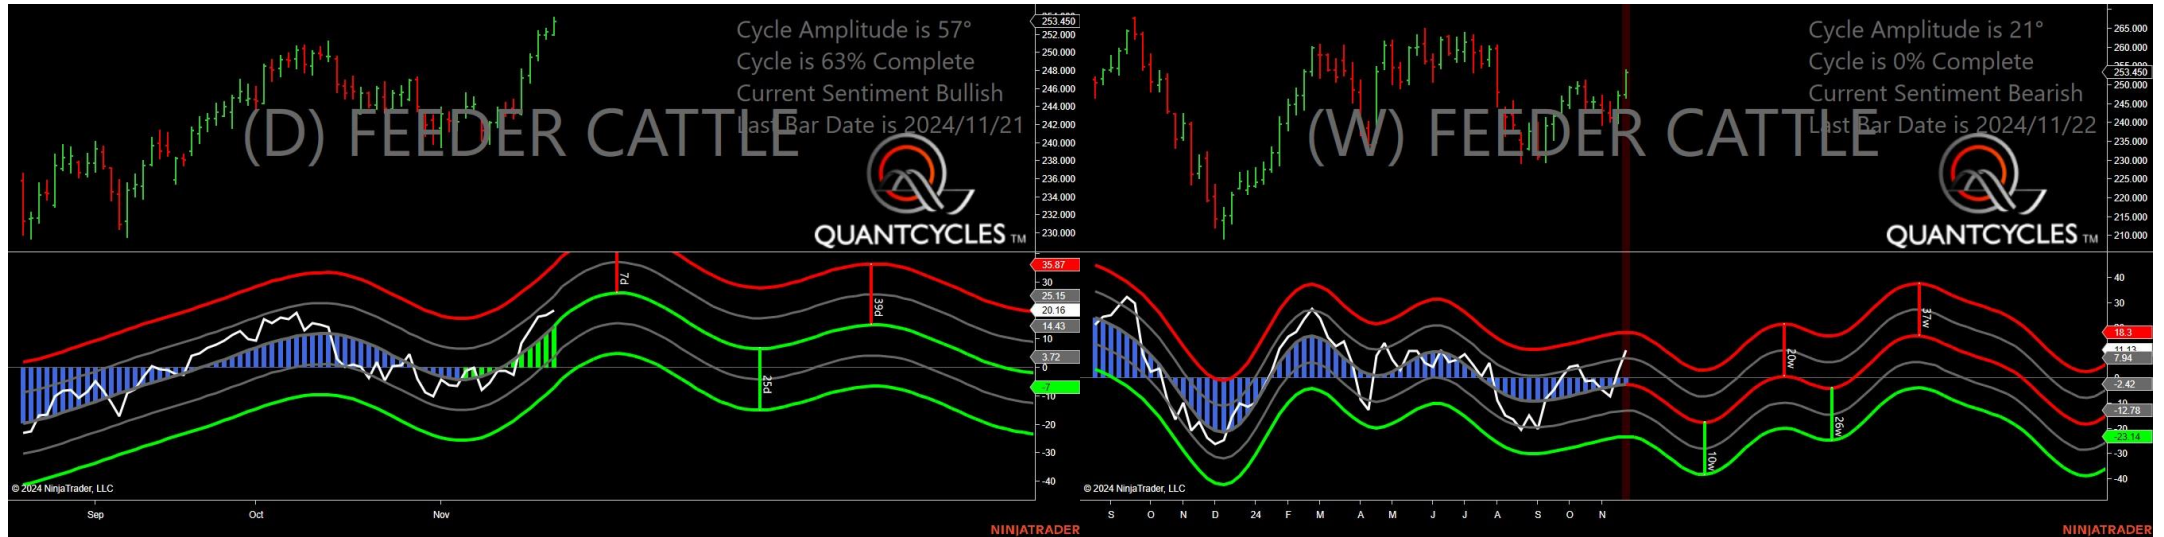 Cycle Amplitude is 57°
Cycle is 63% Complete
Current Sentiment Bullish
Last Bar Date is 2024/11/21
(D) FEEDER CATTLE
QUANTCYCLES TM
253.450
252.000
250.000
248.000
246.000
244.000
242.000
240.000
238.000
236.000
234.000
232.000
230.000
7d
25d
39d
35.87
30
25.15
20.16
14.43
10
3.72
0
-7
-10
-20
-30
-40
© 2024 NinjaTrader, LLC
Sep
Oct
Nov
NINJATRADER
Cycle Amplitude is 21°
Cycle is 0% Complete
Current Sentiment Bearish
Last Bar Date is 2024/11/22
(W) FEEDER CATTLE
QUANTCYCLES TM
265.000
260.000
253.450
250.000
245.000
240.000
235.000
230.000
225.000
220.000
215.000
210.000
10w
20w
26w
37w
40
30
18.3
11.13
7.94
-2.42
-12.78
-20
-23.14
-30
-40
© 2024 NinjaTrader, LLC
S O N D 24 F M A M J J A S O N
NINJATRADER